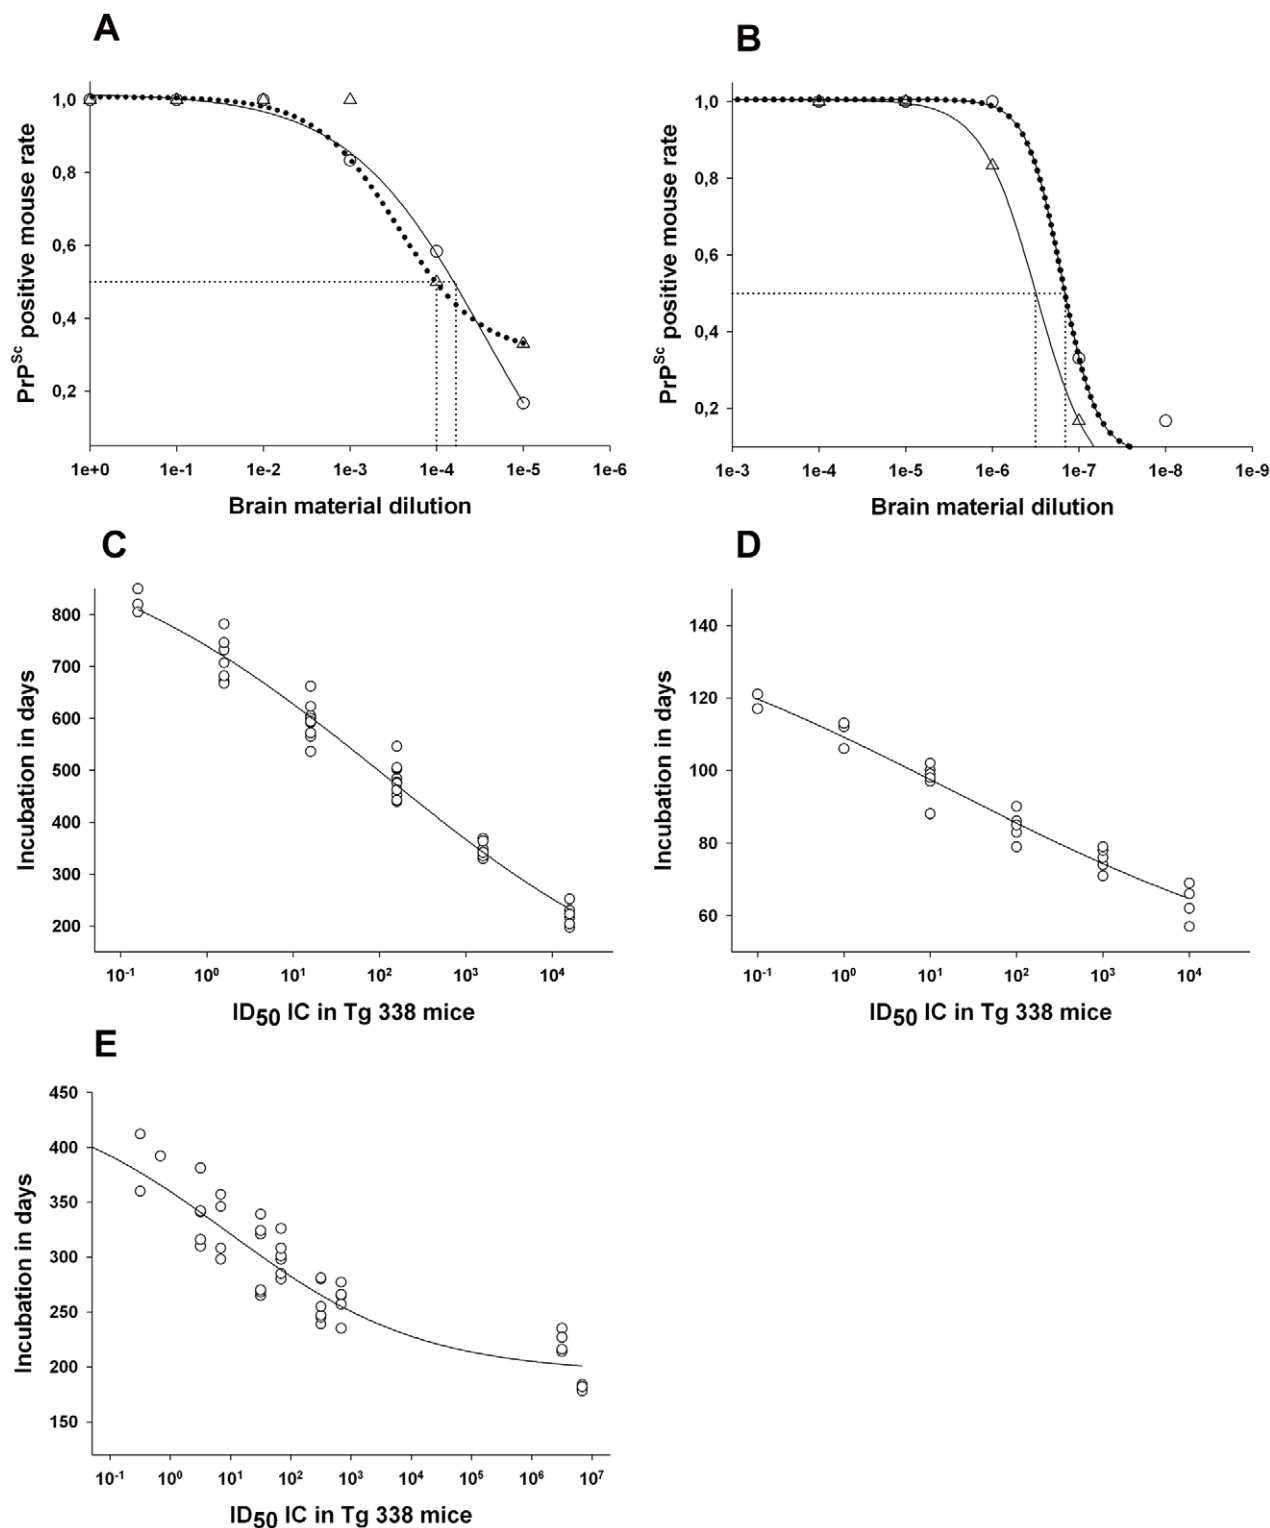 A
PrPSc positive mouse rate
1,0
0,8
0,6
0,4
0,2
1e+0 1e-1 1e-2 1e-3 1e-4 1e-5 1e-6
Brain material dilution
B
PrPSc positive mouse rate
1,0
0,8
0,6
0,4
0,2
1e-3 1e-4 1e-5 1e-6 1e-7 1e-8 1e-9
Brain material dilution
C
Incubation in days
800
700
600
500
400
300
200
10-1 100 101 102 103 104
ID50 IC in Tg 338 mice
D
Incubation in days
140
120
100
80
60
10-1 100 101 102 103 104
ID50 IC in Tg 338 mice
E
Incubation in days
450
400
350
300
250
200
150
10-1 100 101 102 103 104 105 106 107
ID50 IC in Tg 338 mice